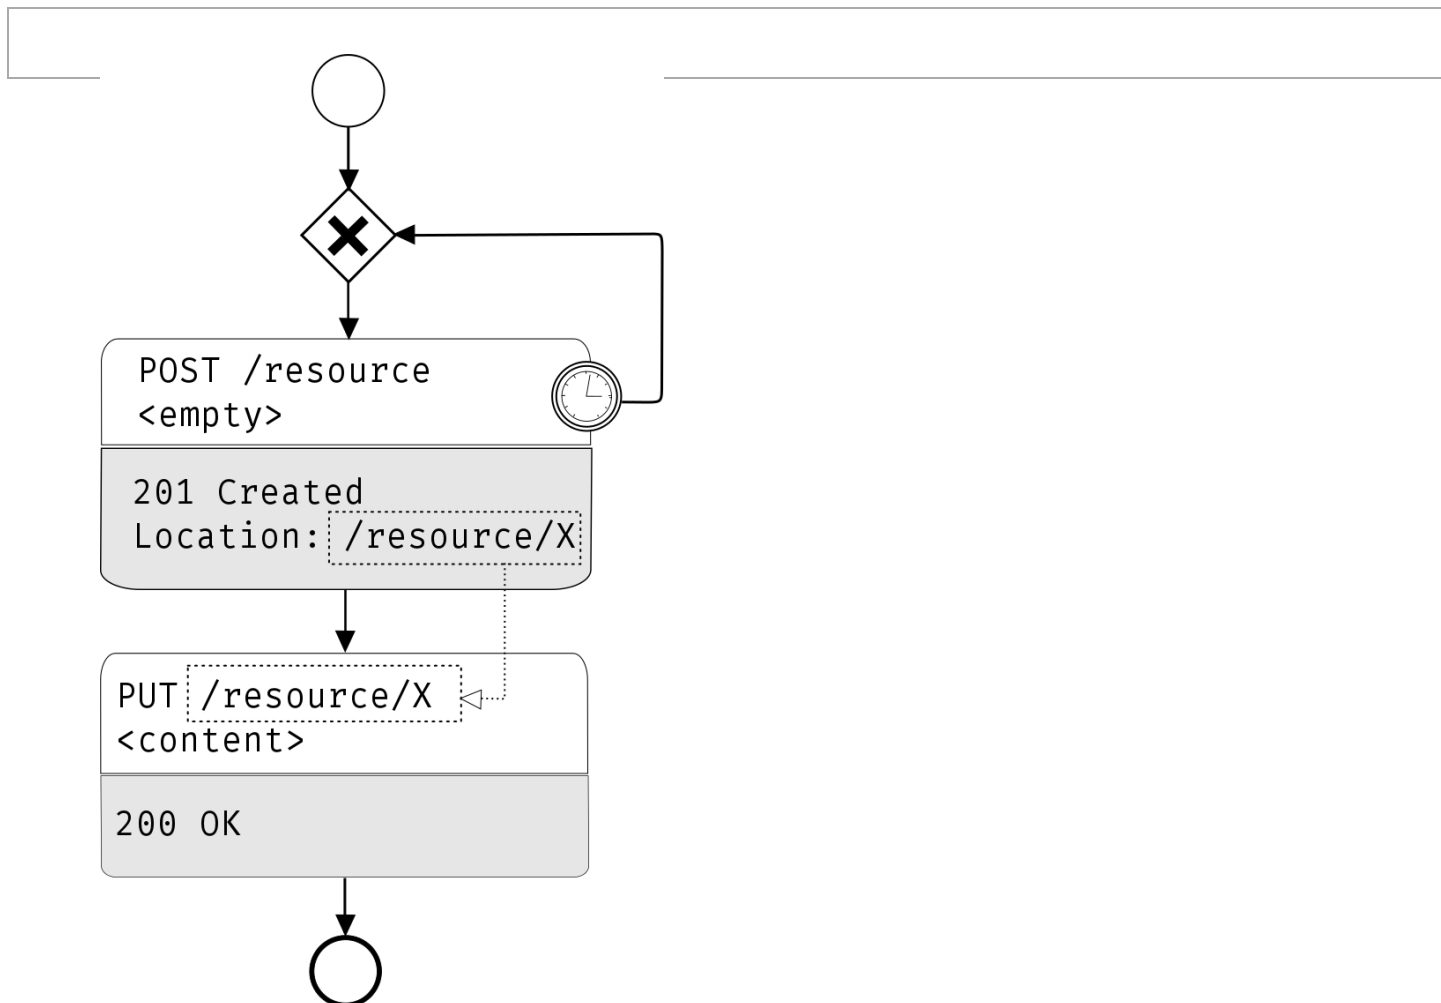 POST /resource
<empty>
201 Created
Location: /resource/X
PUT /resource/X
<content>
200 OK